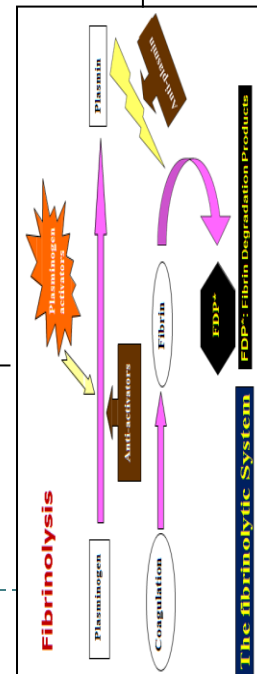 Fibrinolysis
Plasminogen
activators
Plasminogen
Plasmin
Anti-activators
Anti-plasmin
Coagulation
Fibrin
FDP*
The fibrinolytic System
FDP*: Fibrin Degradation Products